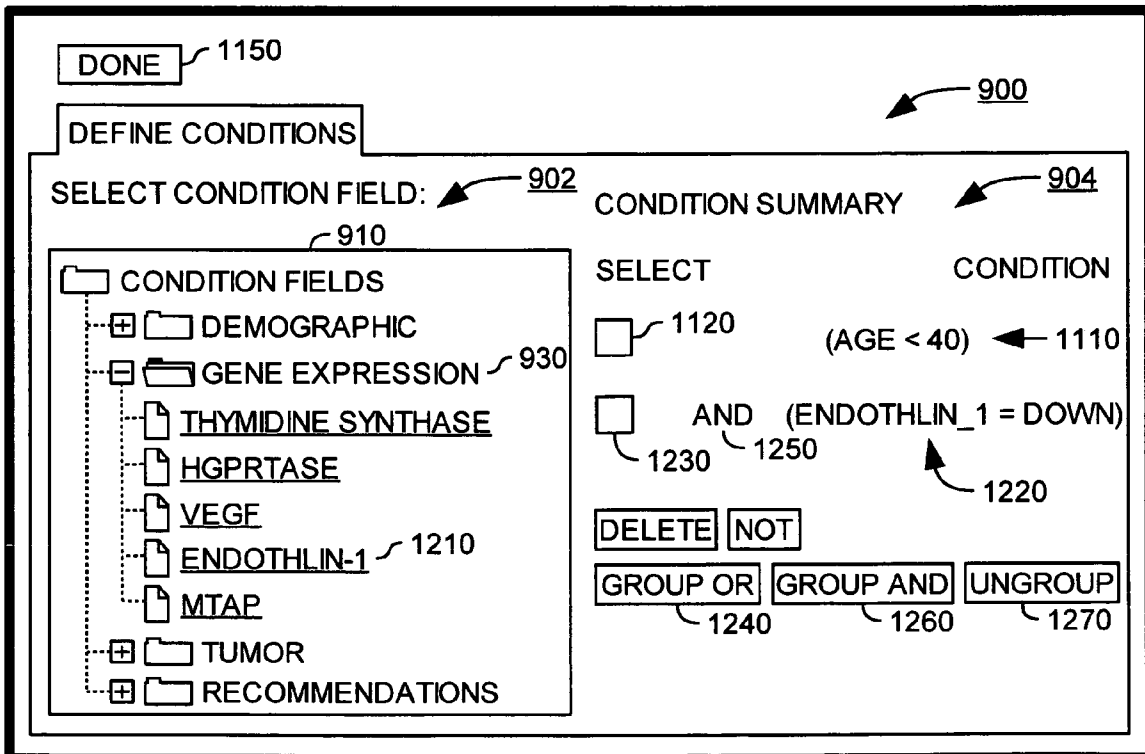 DONE 1150
900
DEFINE CONDITIONS
SELECT CONDITION FIELD: 902
910
CONDITION FIELDS
DEMOGRAPHIC
GENE EXPRESSION 930
THYMIDINE SYNTHASE
HGPRTASE
VEGF
ENDOTHLIN-1 1210
MTAP
TUMOR
RECOMMENDATIONS
904
CONDITION SUMMARY
SELECT CONDITION
1120 (AGE < 40) 1110
AND (ENDOTHLIN_1 = DOWN)
1230 1250 1220
DELETE NOT
GROUP OR GROUP AND UNGROUP
1240 1260 1270